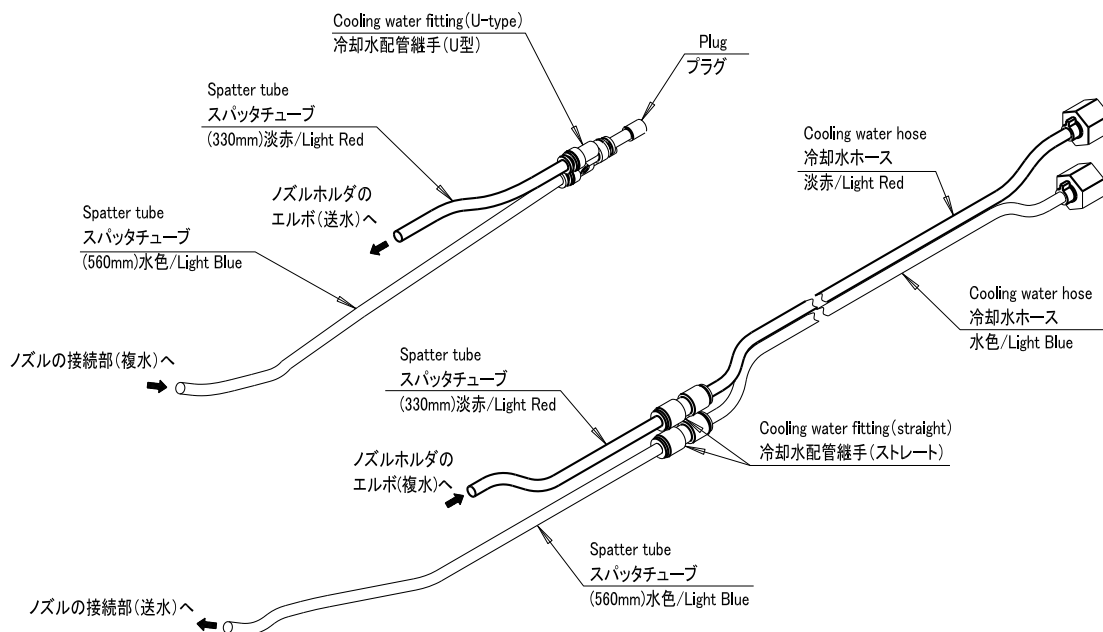 Cooling water fitting(U-type)
冷却水配管継手(U型)
Plug
プラグ
Spatter tube
スパッタチューブ
(330mm)淡赤/Light Red
Cooling water hose
冷却水ホース
淡赤/Light Red
ノズルホルダの
エルボ(送水)へ
Spatter tube
スパッタチューブ
(560mm)水色/Light Blue
Cooling water hose
冷却水ホース
水色/Light Blue
ノズルの接続部(複水)へ
Spatter tube
スパッタチューブ
(330mm)淡赤/Light Red
Cooling water fitting(straight)
冷却水配管継手(ストレート)
ノズルホルダの
エルボ(複水)へ
Spatter tube
スパッタチューブ
(560mm)水色/Light Blue
ノズルの接続部(送水)へ